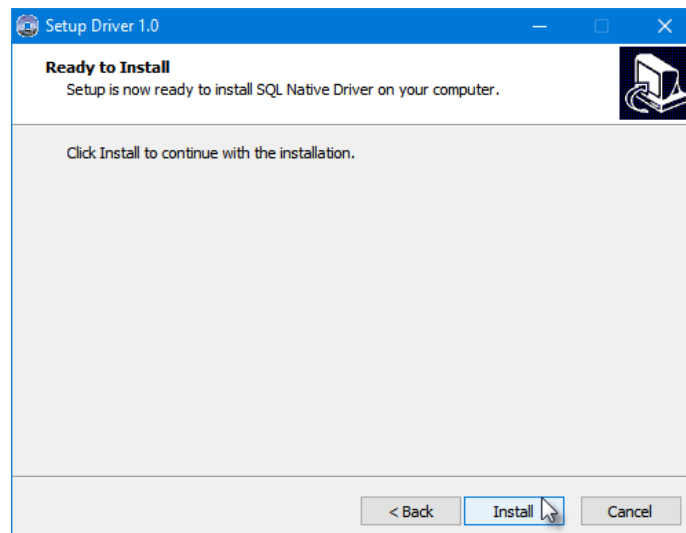 Setup Driver 1.0
Ready to Install
Setup is now ready to install SQL Native Driver on your computer.
Click Install to continue with the installation.
< Back Install Cancel